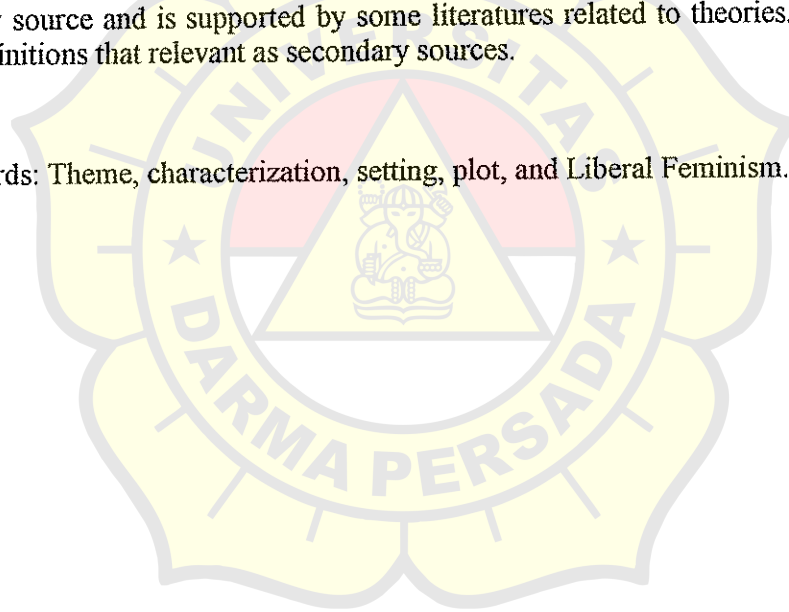 source and is supported by some literatures related to theories,
initions that relevant as secondary sources.
rds: Theme, characterization, setting, plot, and Liberal Feminism.
UNIVERSITAS
DARMA PERSADA